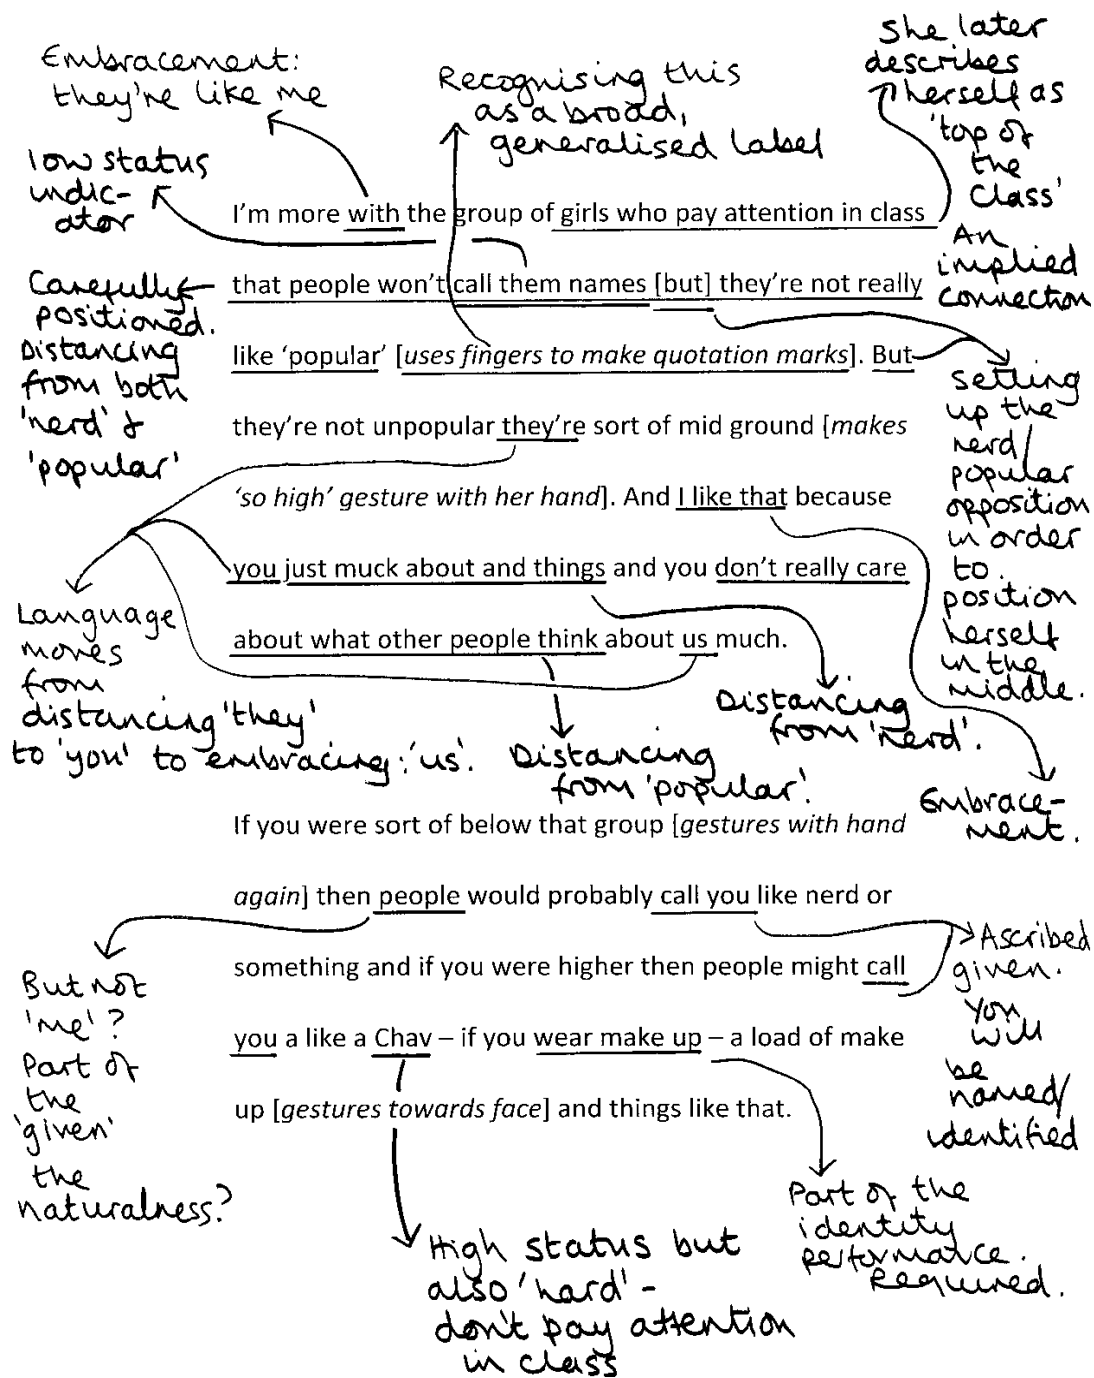 Embracement:
they're like me
Recognising this
as a broad,
generalised label
She later
describes
herself as
'top of
the
Class'
An
implied
connection
low status
indic-
ator
I'm more with the group of girls who pay attention in class
that people won't call them names [but] they're not really
like 'popular' [uses fingers to make quotation marks]. But
they're not unpopular they're sort of mid ground [makes
'so high' gesture with her hand]. And I like that because
you just muck about and things and you don't really care
about what other people think about us much.
Carefully
positioned.
Distancing
from both
'nerd' &
'popular'
setting
up the
nerd/
popular
opposition
in order
to
position
herself
in the
middle.
Language
moves
from
distancing 'they'
to 'you' to embracing: 'us'.
Distancing
from 'popular'.
Distancing
from 'nerd'.
Embrace-
ment.
If you were sort of below that group [gestures with hand
again] then people would probably call you like nerd or
something and if you were higher then people might call
you a like a Chav – if you wear make up – a load of make
up [gestures towards face] and things like that.
But not
'me'?
Part of
the
'given'
the
naturalness?
Ascribed
given.
You
will
be
named/
identified
High status but
also 'hard' -
don't pay attention
in class
Part of the
identity
performance.
Required.